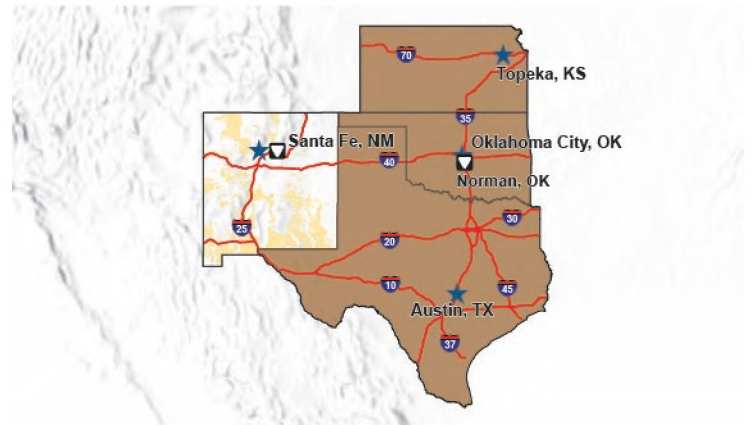 70
Topeka, KS
35
Santa Fe, NM
Oklahoma City, OK
40
Norman, OK
25
30
20
10
45
Austin, TX
37